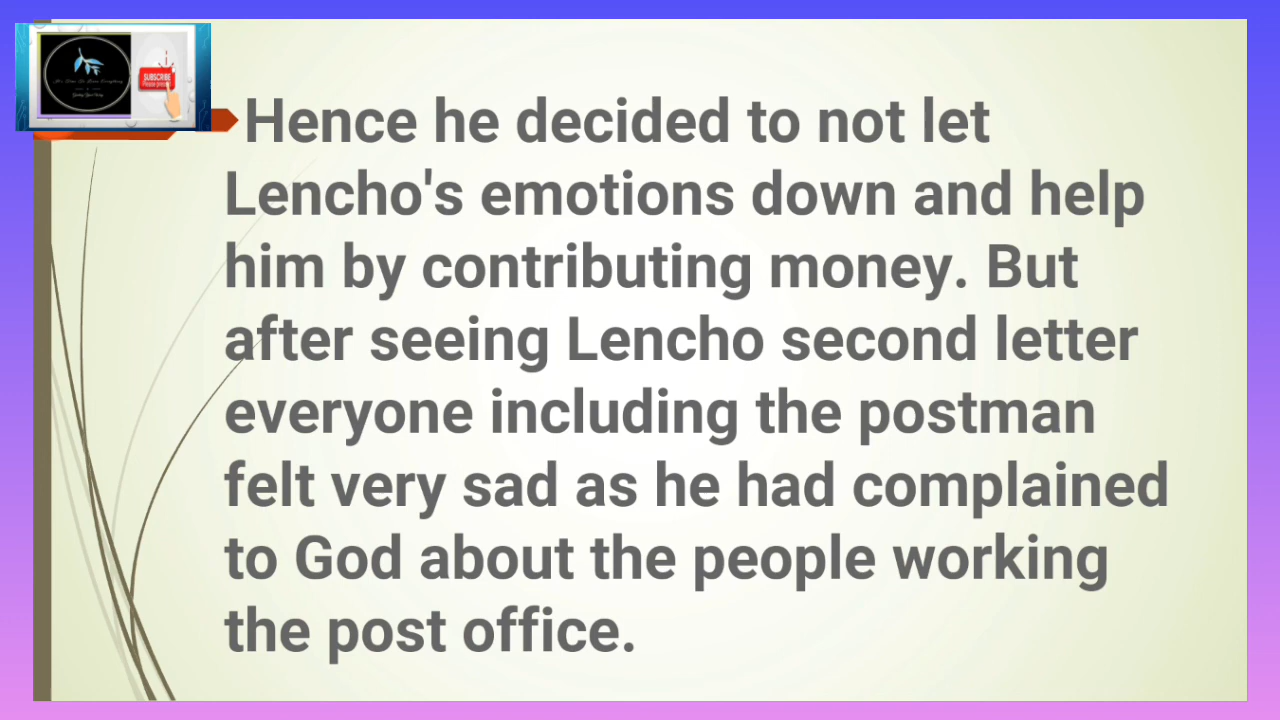 SUBSCRIBE
Hence he decided to not let
Lencho's emotions down and help
him by contributing money. But
after seeing Lencho second letter
everyone including the postman
felt very sad as he had complained
to God about the people working
the post office.